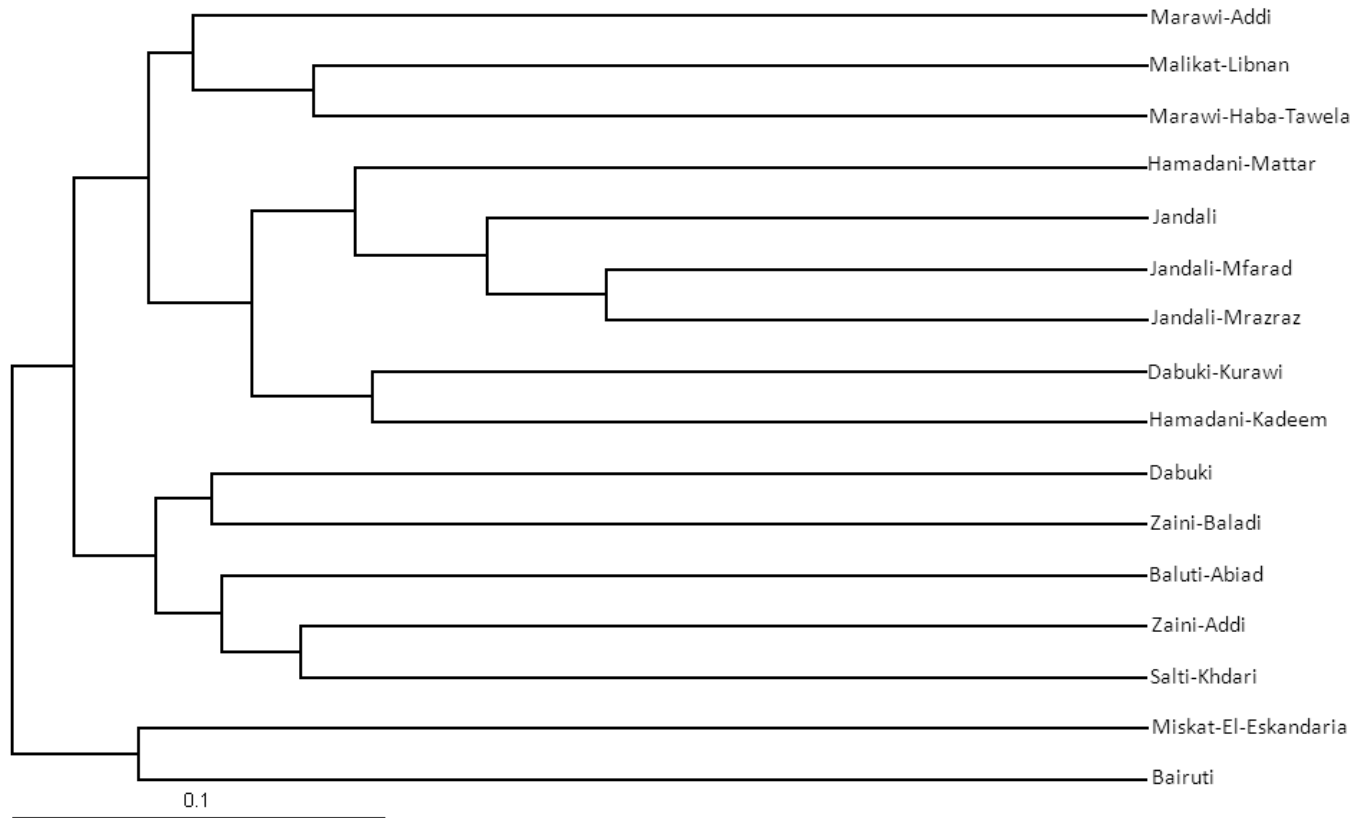 Marawi-Addi
Malikat-Libnan
Marawi-Haba-Tawela
Hamadani-Mattar
Jandali
Jandali-Mfarad
Jandali-Mrazraz
Dabuki-Kurawi
Hamadani-Kadeem
Dabuki
Zaini-Baladi
Baluti-Abiad
Zaini-Addi
Salti-Khdari
Miskat-El-Eskandaria
Bairuti
0.1